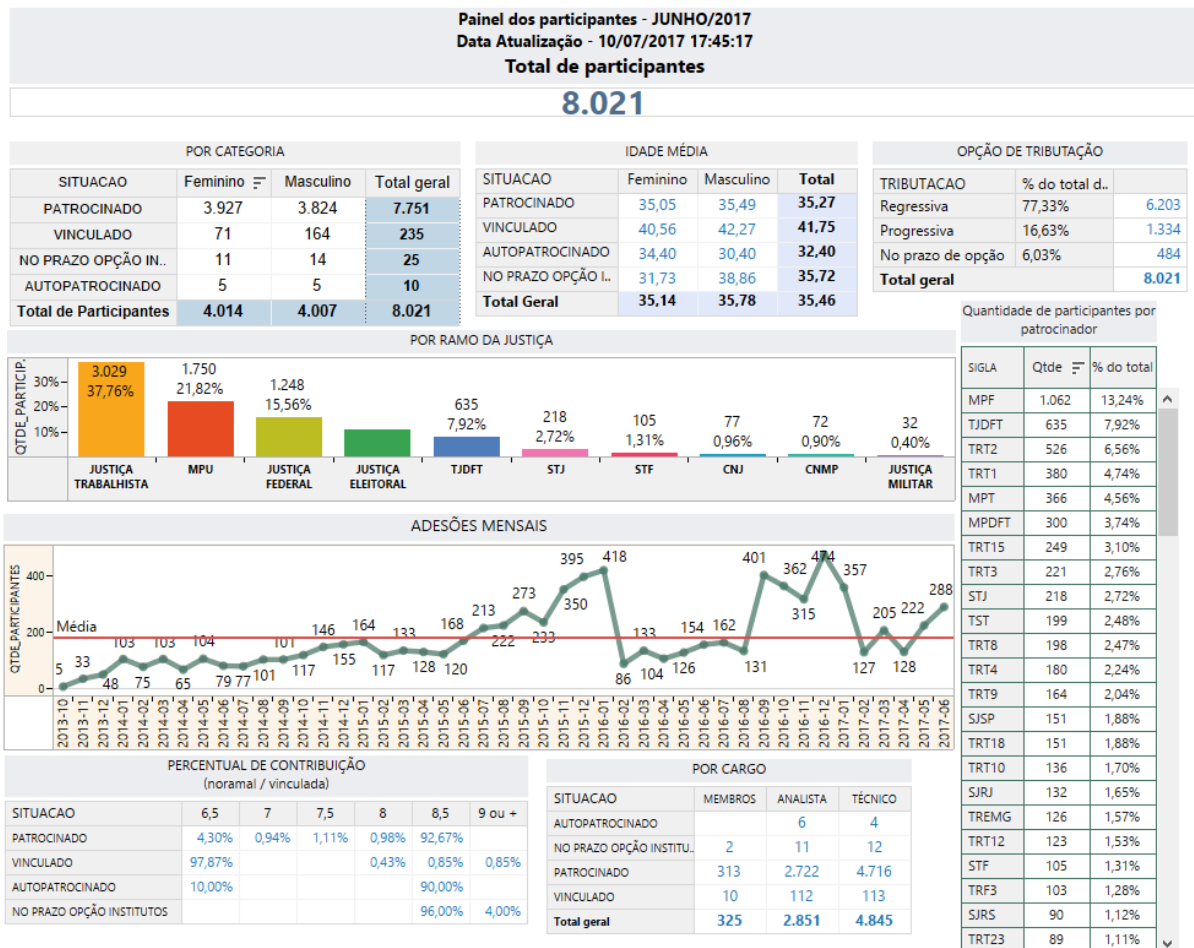 Painel dos participantes - JUNHO/2017
Data Atualização - 10/07/2017 17:45:17
Total de participantes
8.021
POR CATEGORIA
SITUACAO Feminino Masculino Total geral
PATROCINADO 3.927 3.824 7.751
VINCULADO 71 164 235
NO PRAZO OPÇÃO IN.. 11 14 25
AUTOPATROCINADO 5 5 10
Total de Participantes 4.014 4.007 8.021
IDADE MÉDIA
SITUACAO Feminino Masculino Total
PATROCINADO 35,05 35,49 35,27
VINCULADO 40,56 42,27 41,75
AUTOPATROCINADO 34,40 30,40 32,40
NO PRAZO OPÇÃO I.. 31,73 38,86 35,72
Total Geral 35,14 35,78 35,46
OPÇÃO DE TRIBUTAÇÃO
TRIBUTACAO % do total d..
Regressiva 77,33% 6.203
Progressiva 16,63% 1.334
No prazo de opção 6,03% 484
Total geral 8.021
POR RAMO DA JUSTIÇA
QTDE_PARTICIP.
30%
20%
10%
3.029 1.750 1.248 635 218 105 77 72 32
37,76% 21,82% 15,56% 7,92% 2,72% 1,31% 0,96% 0,90% 0,40%
JUSTIÇA TRABALHISTA
MPU
JUSTIÇA FEDERAL
JUSTIÇA ELEITORAL
TJDFT
STJ
STF
CNJ
CNMP
JUSTIÇA MILITAR
ADESÕES MENSAIS
QTDE_PARTICIPANTES
400
200
0
Média
5 33 48 103 75 103 65 104 79 77 101 101 117 146 155 164 117 133 128 120 168 213 222 273 233 350 395 418 86 133 104 126 154 162 131 401 362 315 474 357 127 205 128 222 288
2013-10 2013-11 2013-12 2014-01 2014-02 2014-03 2014-04 2014-05 2014-06 2014-07 2014-08 2014-09 2014-10 2014-11 2014-12 2015-01 2015-02 2015-03 2015-04 2015-05 2015-06 2015-07 2015-08 2015-09 2015-10 2015-11 2015-12 2016-01 2016-02 2016-03 2016-04 2016-05 2016-06 2016-07 2016-08 2016-09 2016-10 2016-11 2016-12 2017-01 2017-02 2017-03 2017-04 2017-05 2017-06
PERCENTUAL DE CONTRIBUIÇÃO
(noramal / vinculada)
SITUACAO 6,5 7 7,5 8 8,5 9 ou +
PATROCINADO 4,30% 0,94% 1,11% 0,98% 92,67%
VINCULADO 97,87% 0,43% 0,85% 0,85%
AUTOPATROCINADO 10,00% 90,00%
NO PRAZO OPÇÃO INSTITUTOS 96,00% 4,00%
POR CARGO
SITUACAO MEMBROS ANALISTA TÉCNICO
AUTOPATROCINADO 6 4
NO PRAZO OPÇÃO INSTITU.. 2 11 12
PATROCINADO 313 2.722 4.716
VINCULADO 10 112 113
Total geral 325 2.851 4.845
Quantidade de participantes por
patrocinador
SIGLA Qtde % do total
MPF 1.062 13,24%
TJDFT 635 7,92%
TRT2 526 6,56%
TRT1 380 4,74%
MPT 366 4,56%
MPDFT 300 3,74%
TRT15 249 3,10%
TRT3 221 2,76%
STJ 218 2,72%
TST 199 2,48%
TRT8 198 2,47%
TRT4 180 2,24%
TRT9 164 2,04%
SJSP 151 1,88%
TRT18 151 1,88%
TRT10 136 1,70%
SJRJ 132 1,65%
TREMG 126 1,57%
TRT12 123 1,53%
STF 105 1,31%
TRF3 103 1,28%
SJRS 90 1,12%
TRT23 89 1,11%